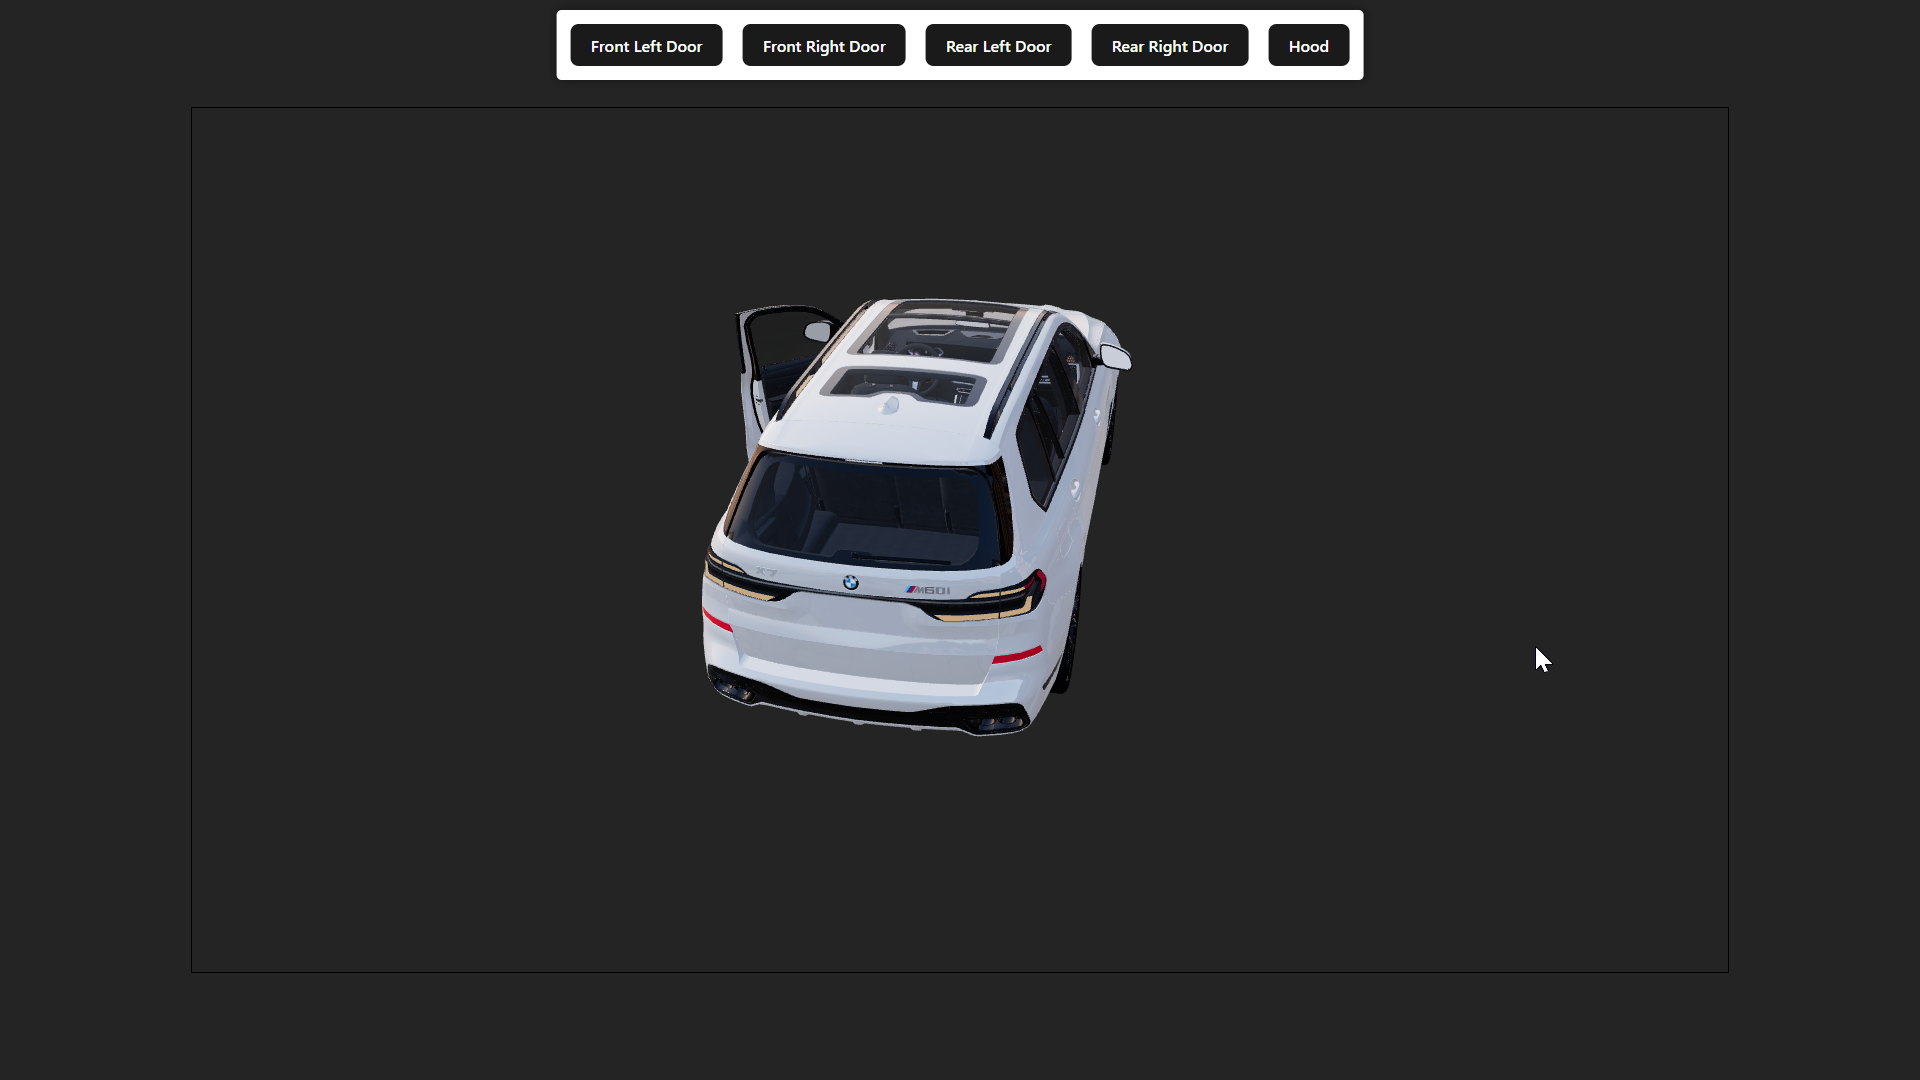 Front Left Door
Front Right Door
Rear Left Door
Rear Right Door
Hood
X7
M60i